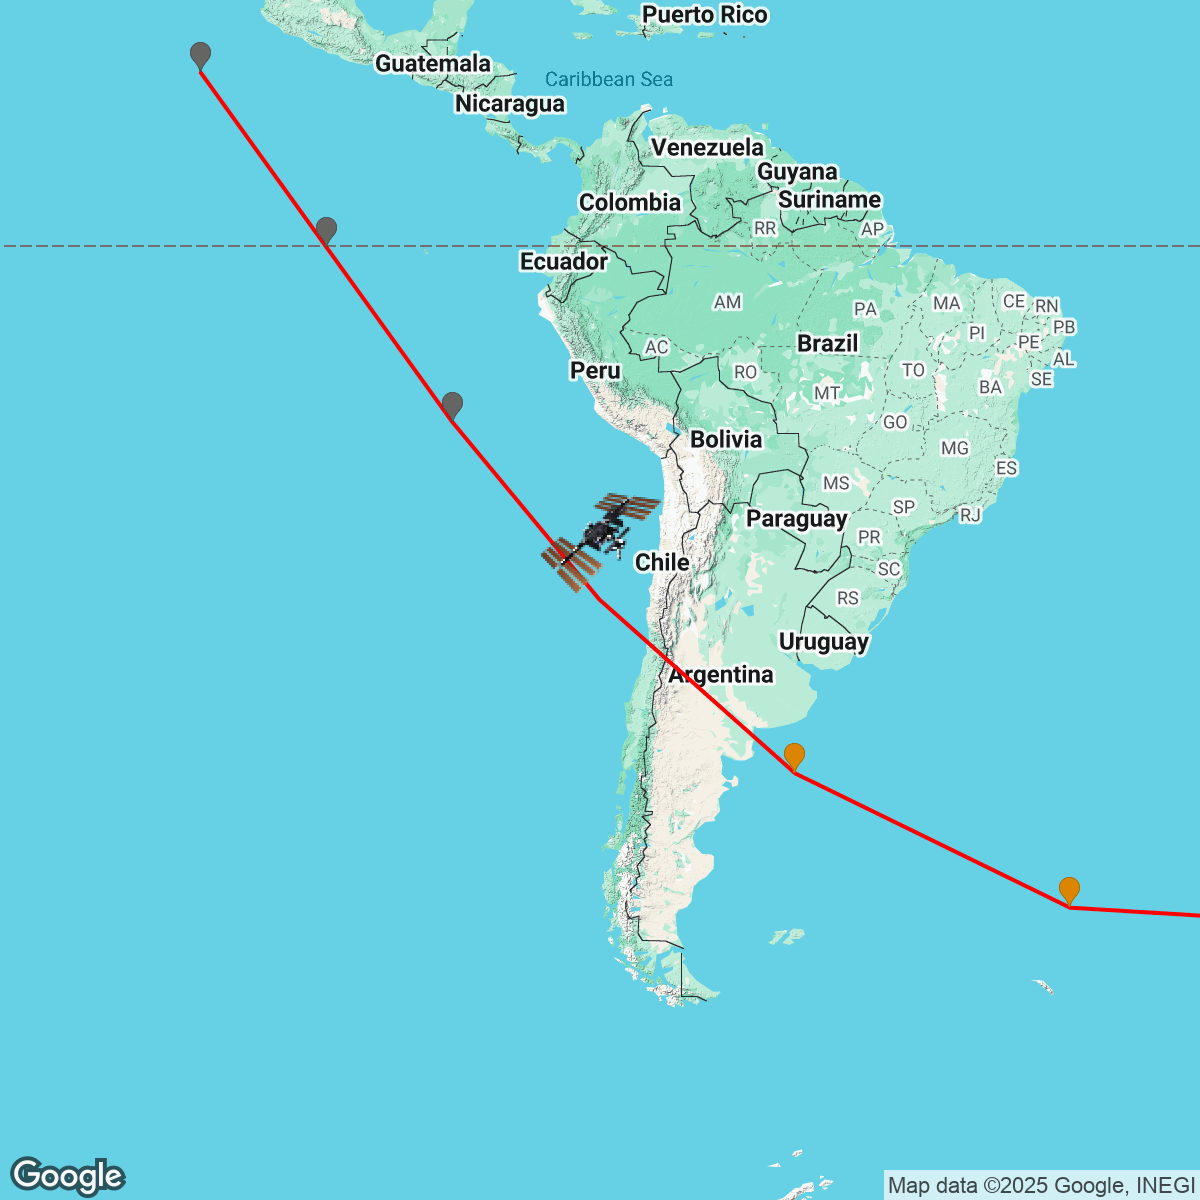 Puerto Rico
Guatemala
Caribbean Sea
Nicaragua
Venezuela
Guyana
Colombia
Suriname
RR
AP
Ecuador
AM
PA
MA
CE
RN
PB
PI
PE
Brazil
AC
AL
Peru
RO
TO
SE
MT
BA
GO
Bolivia
MG
ES
MS
SP
Paraguay
RJ
PR
Chile
SC
RS
Uruguay
Argentina
Google
Map data ©2025 Google, INEGI